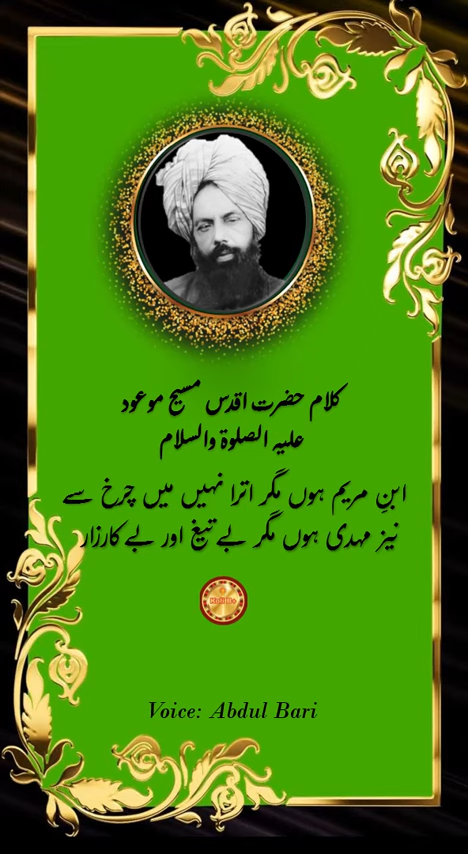 کلام حضرت اقدس مسیح موعود
علیہ الصلوٰۃ والسلام
ابنِ مریم ہوں مگر اترا نہیں میں چرخ سے
نیز مہدی ہوں مگر بے تیغ اور بے کارزار
Voice: Abdul Bari